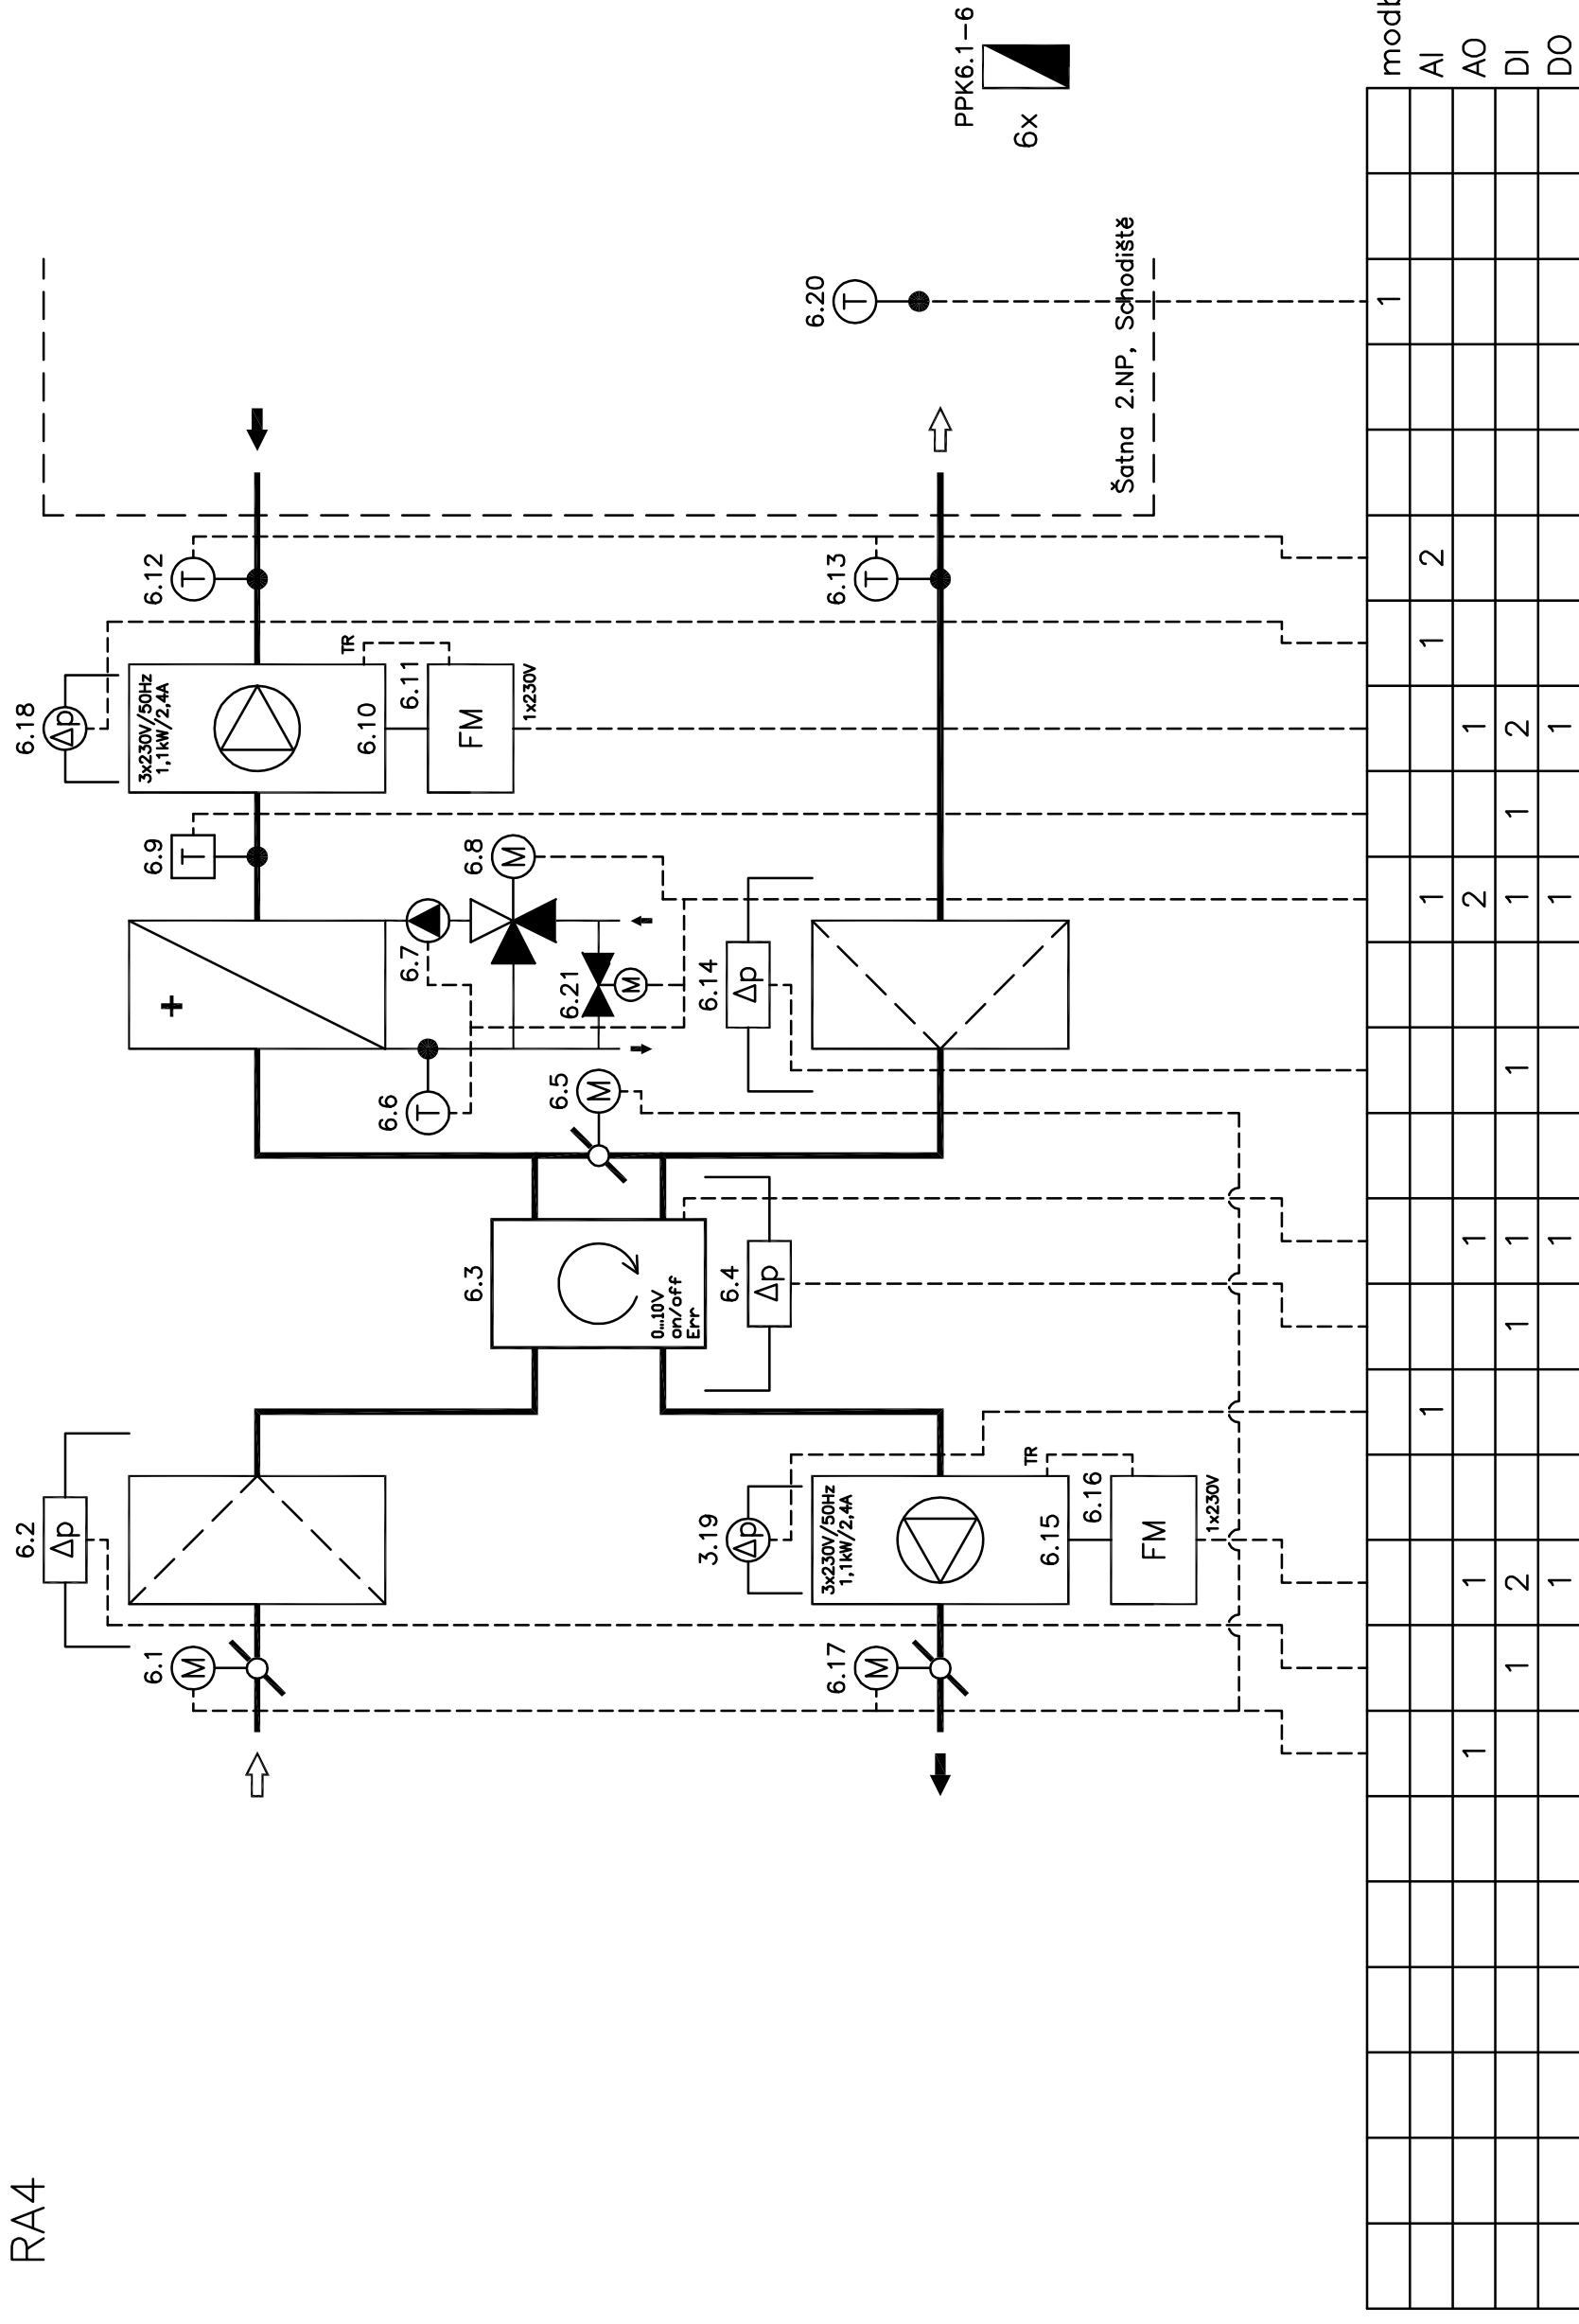 RA4
6.2
Δp
6.1
M
6.18
Δp
3x230V/50Hz
1,1kW/2,4A
6.10
TR
6.11
FM
1x230V
6.12
T
6.9
T
+
6.7
6.8
M
6.21
M
6.6
T
6.5
M
6.3
0...10V
on/off
Err
6.4
Δp
6.14
Δp
6.13
T
6.20
T
3.19
Δp
3x230V/50Hz
1,1kW/2,4A
6.15
TR
6.16
FM
1x230V
6.17
M
Šatna 2.NP, Schodiště
PPK6.1-6
6x
1
1 1 1 2
AI
1 1 1 2 1
AO
1 2 1 1 1 1 1 2
DI
1 1 1 1
DO